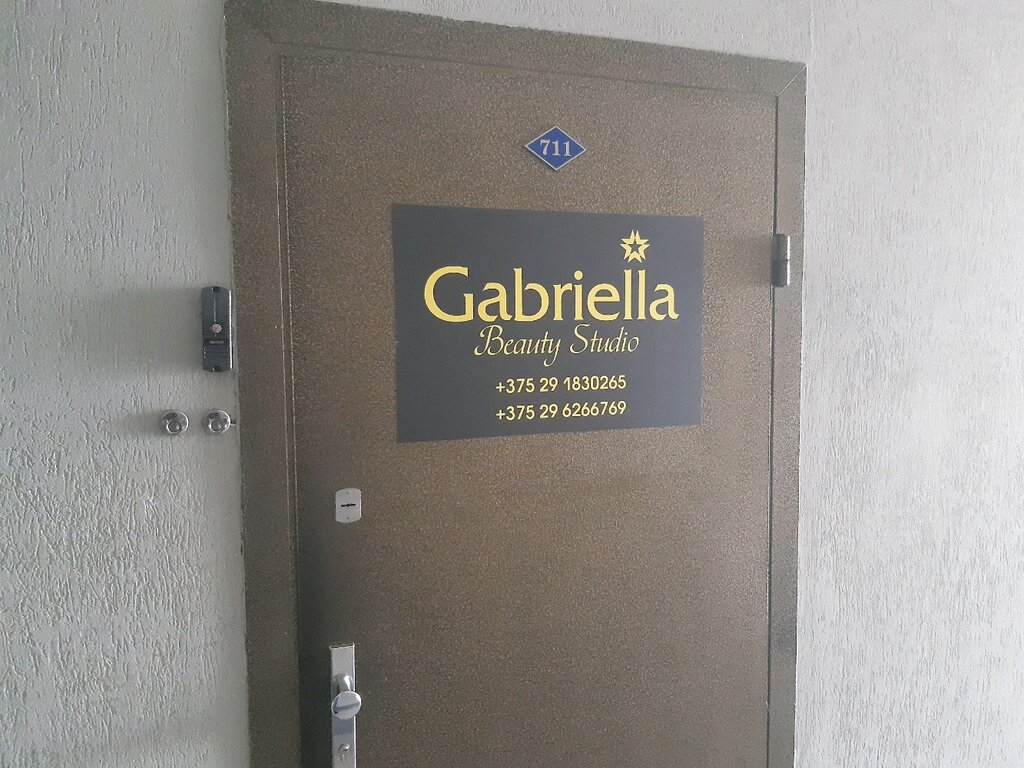 711
Gabriella
Beauty Studio
+375 29 1830265
+375 29 6266769